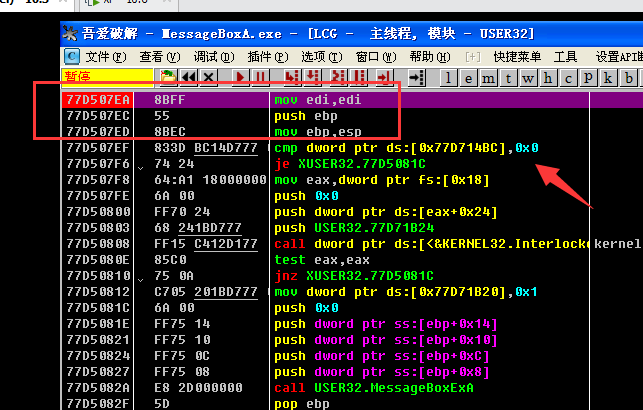 吾爱破解 - MessageBoxA.exe - [LCG - 主线程, 模块 - USER32]
C 文件(F) 查看(V) 调试(D) 插件(P) 选项(T) 窗口(W) 帮助(H) [+] 快捷菜单 工具 设置API断
暂停 l e m t w h c p k b
77D507EA 8BFF mov edi,edi
77D507EC 55 push ebp
77D507ED 8BEC mov ebp,esp
77D507EF 833D BC14D777 cmp dword ptr ds:[0x77D714BC],0x0
77D507F6 74 24 je XUSER32.77D5081C
77D507F8 64:A1 18000000 mov eax,dword ptr fs:[0x18]
77D507FE 6A 00 push 0x0
77D50800 FF70 24 push dword ptr ds:[eax+0x24]
77D50803 68 241BD777 push USER32.77D71B24
77D50808 FF15 C412D177 call dword ptr ds:[<&KERNEL32.Interlocke kernel
77D5080E 85C0 test eax,eax
77D50810 75 0A jnz XUSER32.77D5081C
77D50812 C705 201BD777 mov dword ptr ds:[0x77D71B20],0x1
77D5081C 6A 00 push 0x0
77D5081E FF75 14 push dword ptr ss:[ebp+0x14]
77D50821 FF75 10 push dword ptr ss:[ebp+0x10]
77D50824 FF75 0C push dword ptr ss:[ebp+0xC]
77D50827 FF75 08 push dword ptr ss:[ebp+0x8]
77D5082A E8 2D000000 call USER32.MessageBoxExA
77D5082F 5D pop ebp